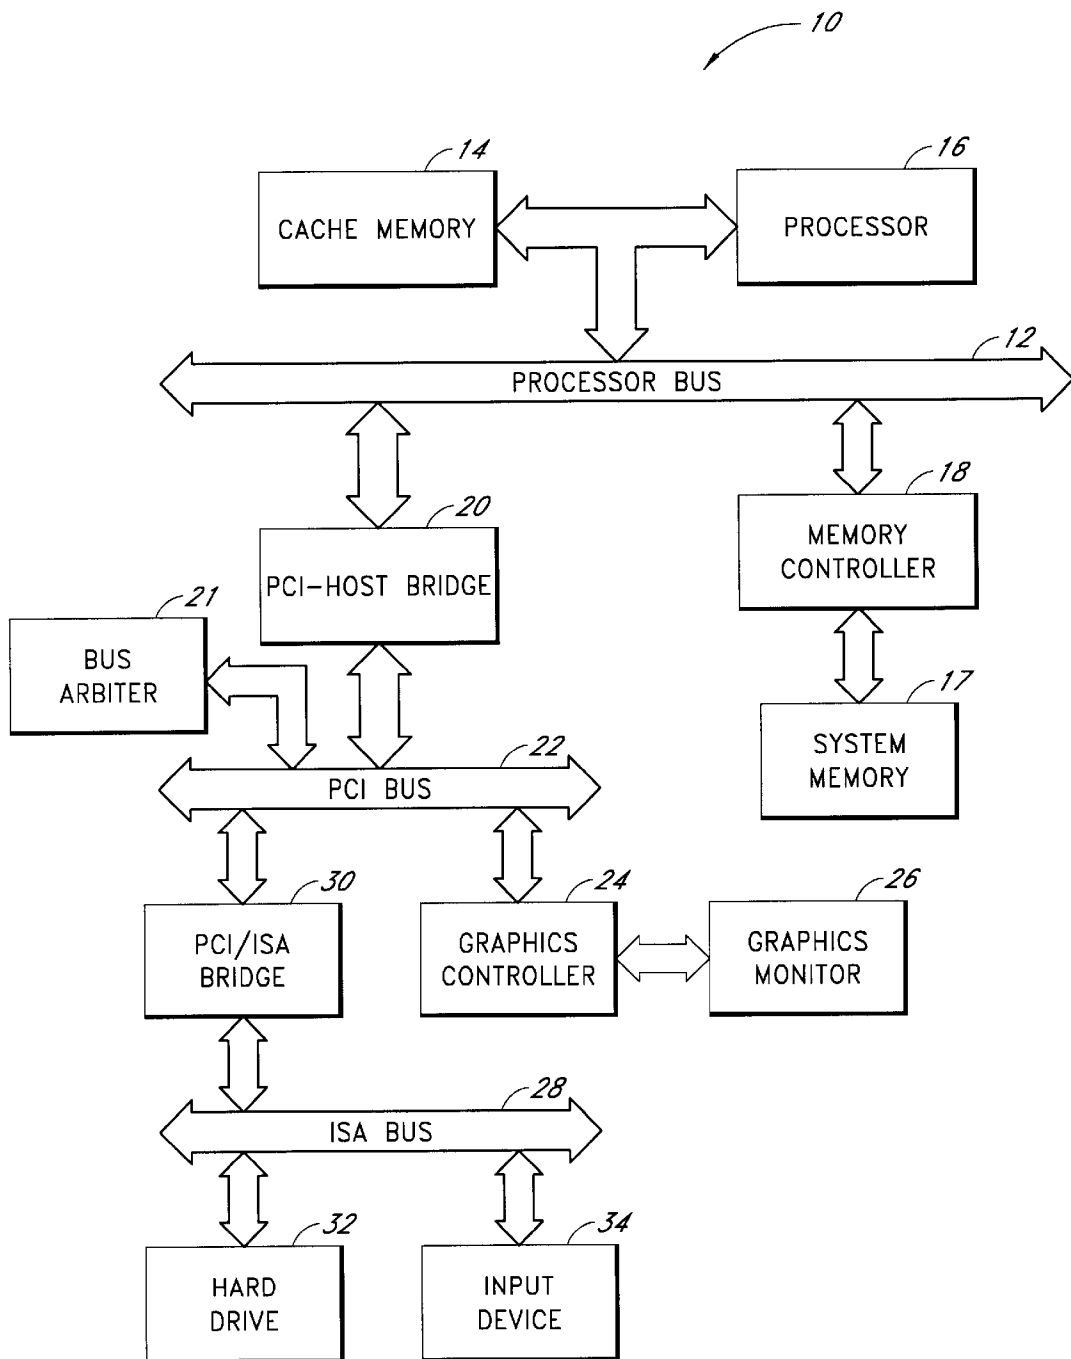 10
14
CACHE MEMORY
16
PROCESSOR
12
PROCESSOR BUS
20
PCI-HOST BRIDGE
18
MEMORY
CONTROLLER
21
BUS
ARBITER
17
SYSTEM
MEMORY
22
PCI BUS
30
PCI/ISA
BRIDGE
24
GRAPHICS
CONTROLLER
26
GRAPHICS
MONITOR
28
ISA BUS
32
HARD
DRIVE
34
INPUT
DEVICE